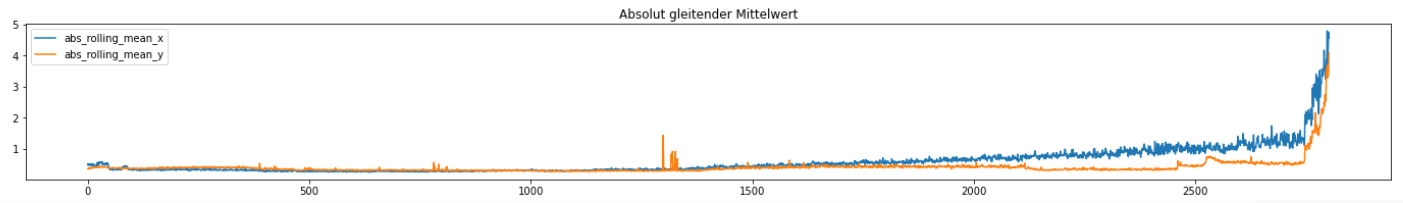 Absolut gleitender Mittelwert
abs_rolling_mean_x
abs_rolling_mean_y
5
4
3
2
1
0 500 1000 1500 2000 2500